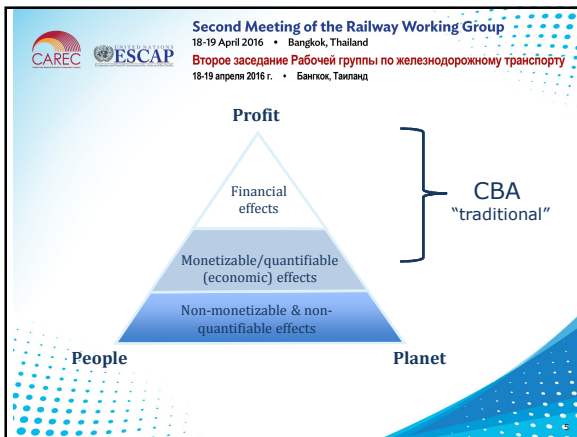 Second Meeting of the Railway Working Group
18-19 April 2016 • Bangkok, Thailand
Второе заседание Рабочей группы по железнодорожному транспорту
18-19 апреля 2016 г. • Бангкок, Таиланд
CAREC
UNITED NATIONS
ESCAP
Profit
Financial
effects
CBA
"traditional"
Monetizable/quantifiable
(economic) effects
Non-monetizable & non-
quantifiable effects
People
Planet
5